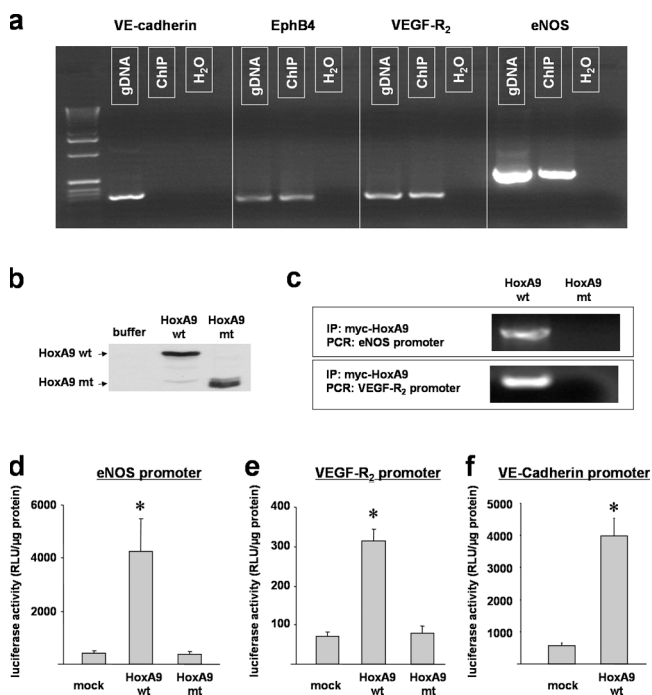 a
VE-cadherin EphB4 VEGF-R2 eNOS
gDNA ChIP H2O gDNA ChIP H2O gDNA ChIP H2O gDNA ChIP H2O
b
buffer HoxA9 wt HoxA9 mt
HoxA9 wt
HoxA9 mt
c
HoxA9 wt HoxA9 mt
IP: myc-HoxA9
PCR: eNOS promoter
IP: myc-HoxA9
PCR: VEGF-R2 promoter
d
eNOS promoter
luciferase activity (RLU/µg protein)
6000
4000
2000
*
mock HoxA9 wt HoxA9 mt
e
VEGF-R2 promoter
luciferase activity (RLU/µg protein)
400
300
200
100
*
mock HoxA9 wt HoxA9 mt
f
VE-Cadherin promoter
luciferase activity (RLU/µg protein)
5000
4000
3000
2000
1000
*
mock HoxA9 wt